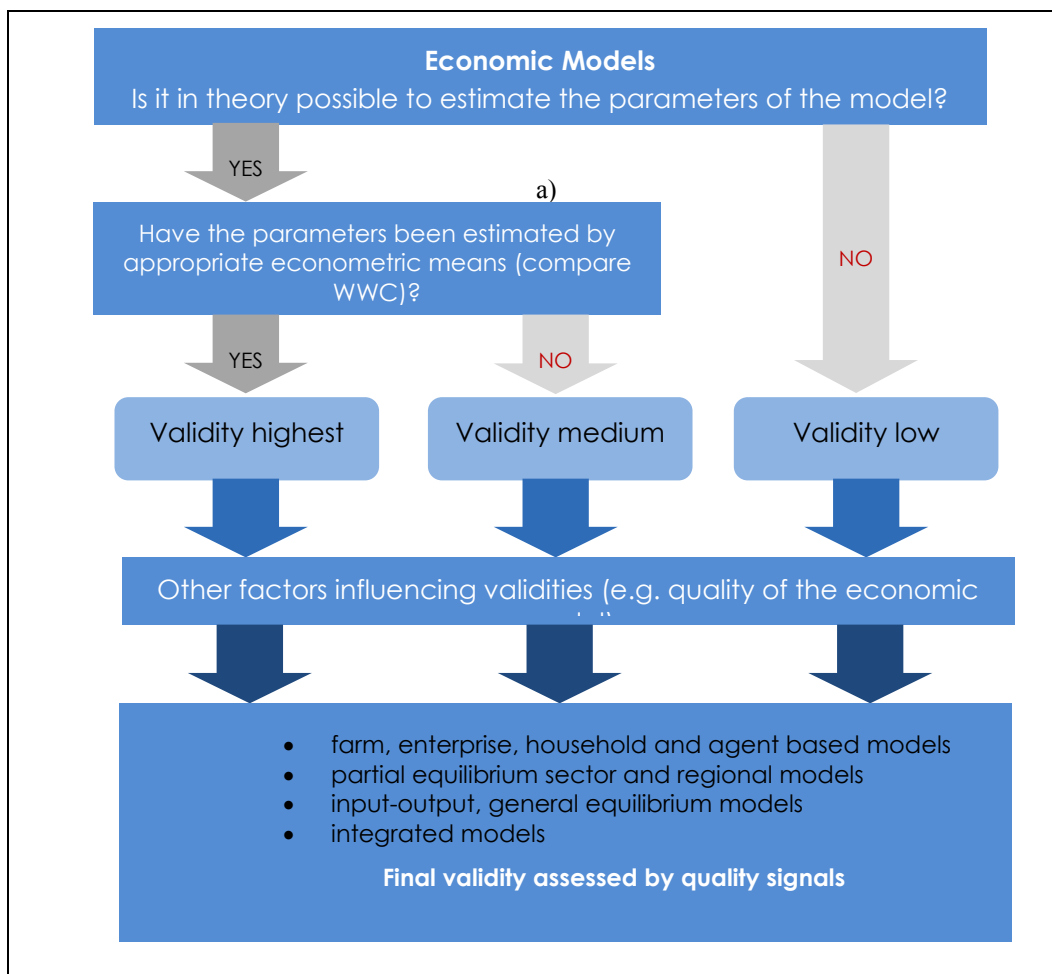 Economic Models
Is it in theory possible to estimate the parameters of the model?
YES
a)
Have the parameters been estimated by
appropriate econometric means (compare
WWC)?
NO
YES
NO
Validity highest
Validity medium
Validity low
Other factors influencing validities (e.g. quality of the economic
• farm, enterprise, household and agent based models
• partial equilibrium sector and regional models
• input-output, general equilibrium models
• integrated models
Final validity assessed by quality signals